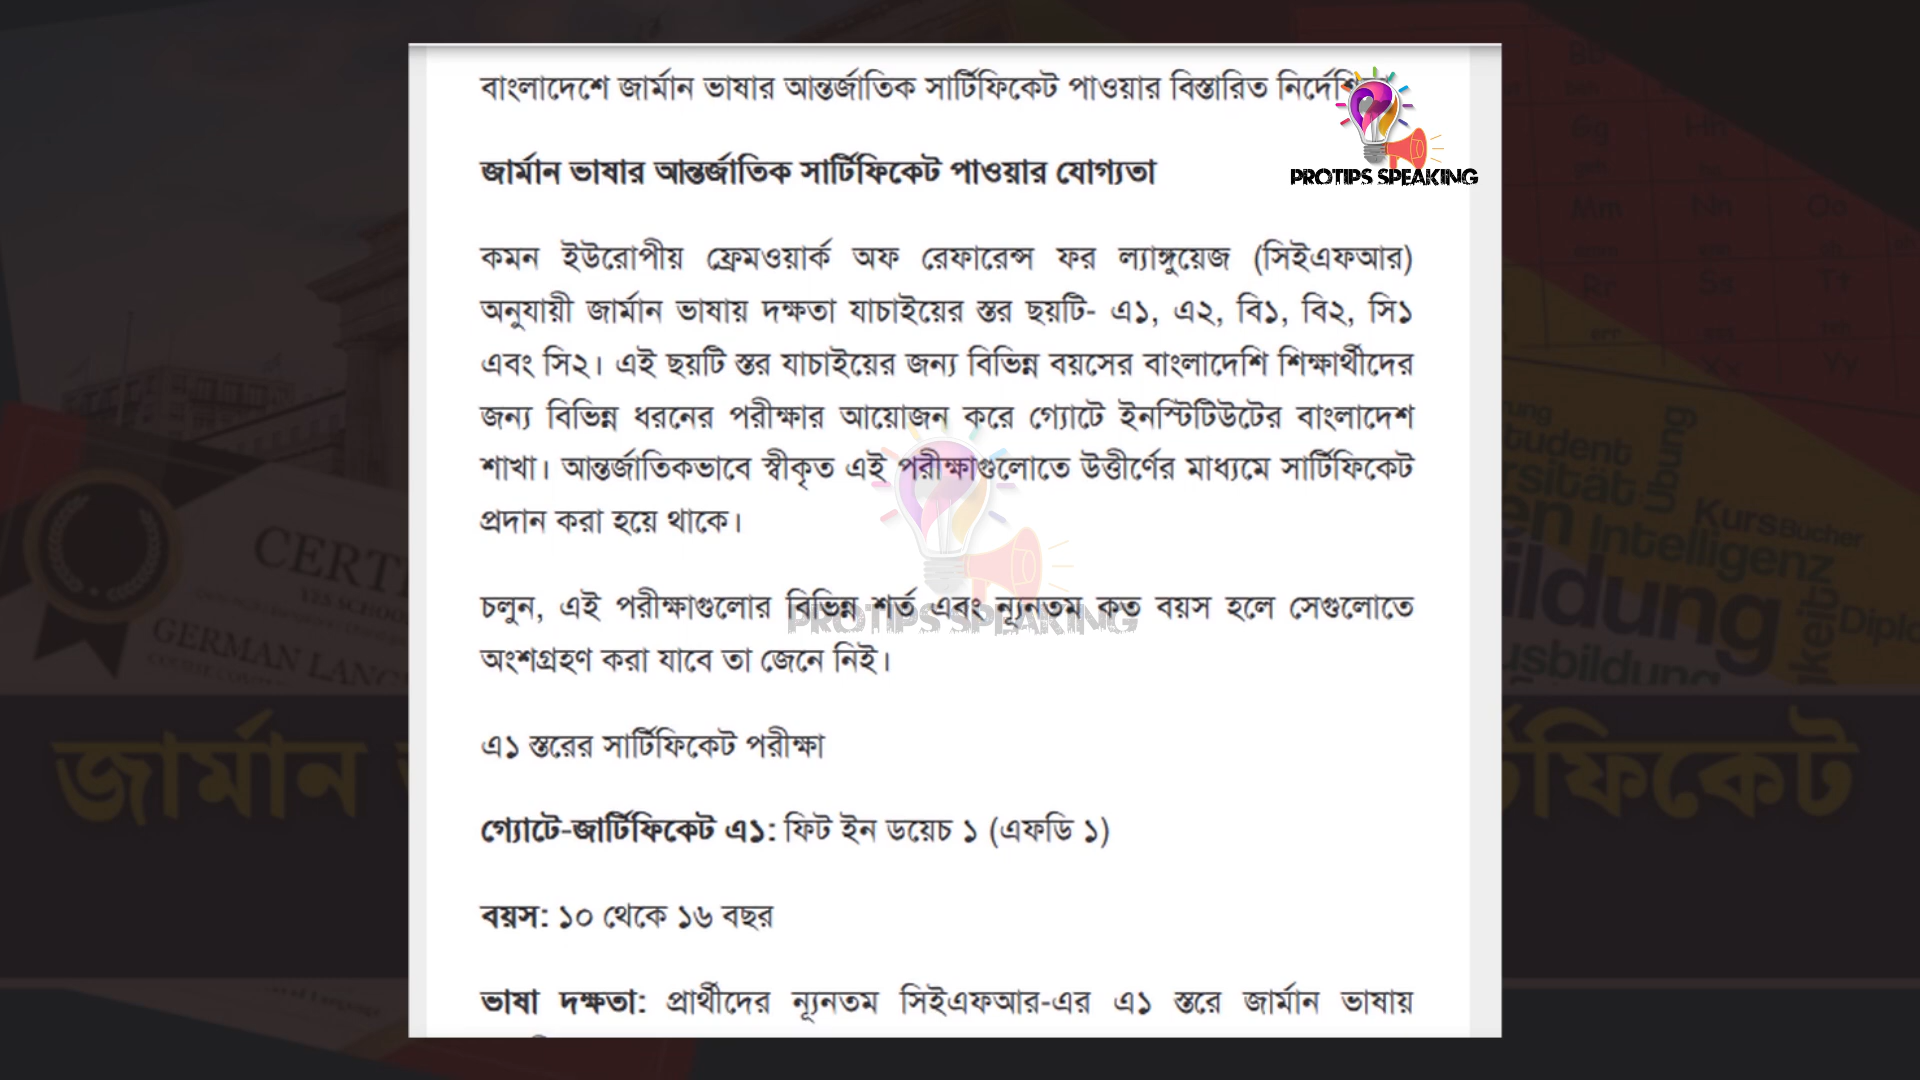 বাংলাদেশে জার্মান ভাষার আন্তর্জাতিক সার্টিফিকেট পাওয়ার বিস্তারিত
PROTIPS SPEAKING
জার্মান ভাষার আন্তর্জাতিক সার্টিফিকেট পাওয়ার যোগ্যতা
কমন ইউরোপীয় ফ্রেমওয়ার্ক অফ রেফারেন্স ফর ল্যাঙ্গুয়েজ (সিইএফআর)
অনুযায়ী জার্মান ভাষায় দক্ষতা যাচাইয়ের স্তর ছয়টি- এ১, এ২, বি১, বি২, সি১
এবং সি২। এই ছয়টি স্তর যাচাইয়ের জন্য বিভিন্ন বয়সের বাংলাদেশি শিক্ষার্থীদের
জন্য বিভিন্ন ধরনের পরীক্ষার আয়োজন করে গ্যোটে ইনস্টিটিউটের বাংলাদেশ
শাখা। আন্তর্জাতিকভাবে স্বীকৃত এই পরীক্ষাগুলোতে উত্তীর্ণের মাধ্যমে সার্টিফিকেট
প্রদান করা হয়ে থাকে।
চলুন, এই পরীক্ষাগুলোর বিভিন্ন শর্ত এবং ন্যূনতম কত বয়স হলে সেগুলোতে
PROTIPS SPEAKING
অংশগ্রহণ করা যাবে তা জেনে নিই।
এ১ স্তরের সার্টিফিকেট পরীক্ষা
গ্যোটে-জার্টিফিকেট এ১: ফিট ইন ডয়েচ ১ (এফডি ১)
বয়স: ১০ থেকে ১৬ বছর
ভাষা দক্ষতা: প্রার্থীদের ন্যূনতম সিইএফআর-এর এ১ স্তরে জার্মান ভাষায়
জার্মান
GERMAN
Kurs Bücher
Intelligenz